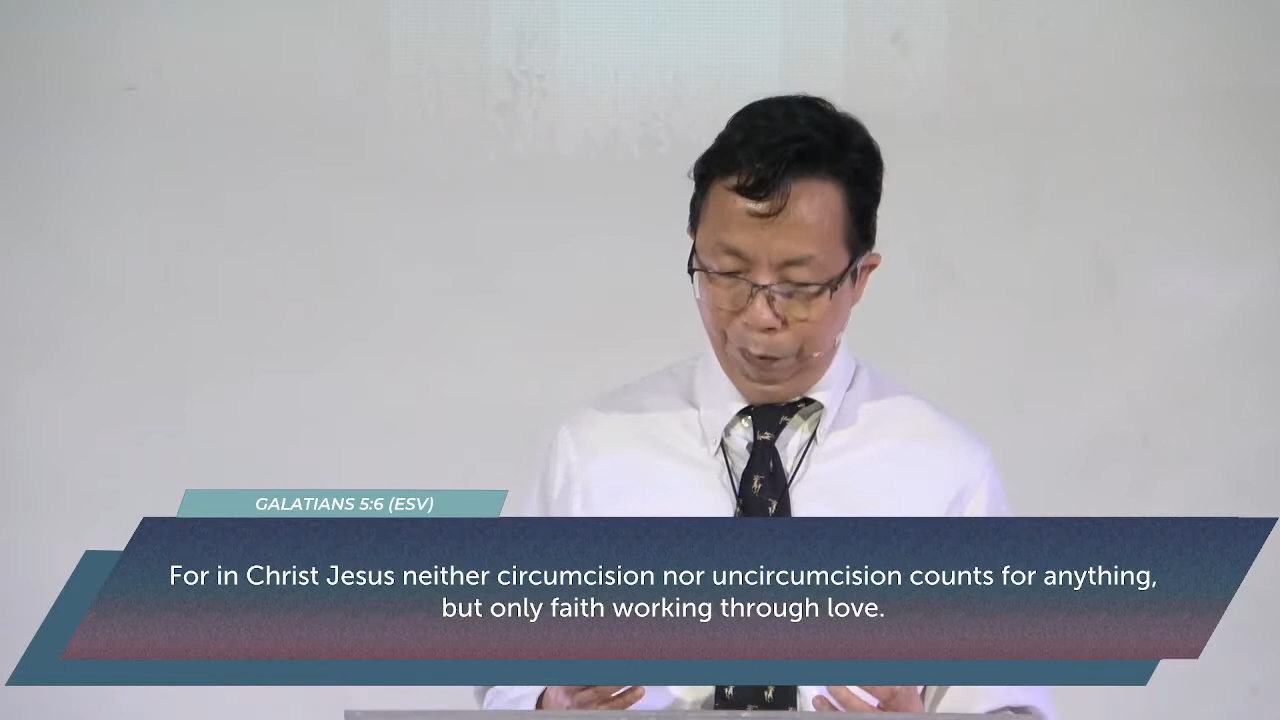 GALATIANS 5:6 (ESV)
For in Christ Jesus neither circumcision nor uncircumcision counts for anything,
but only faith working through love.